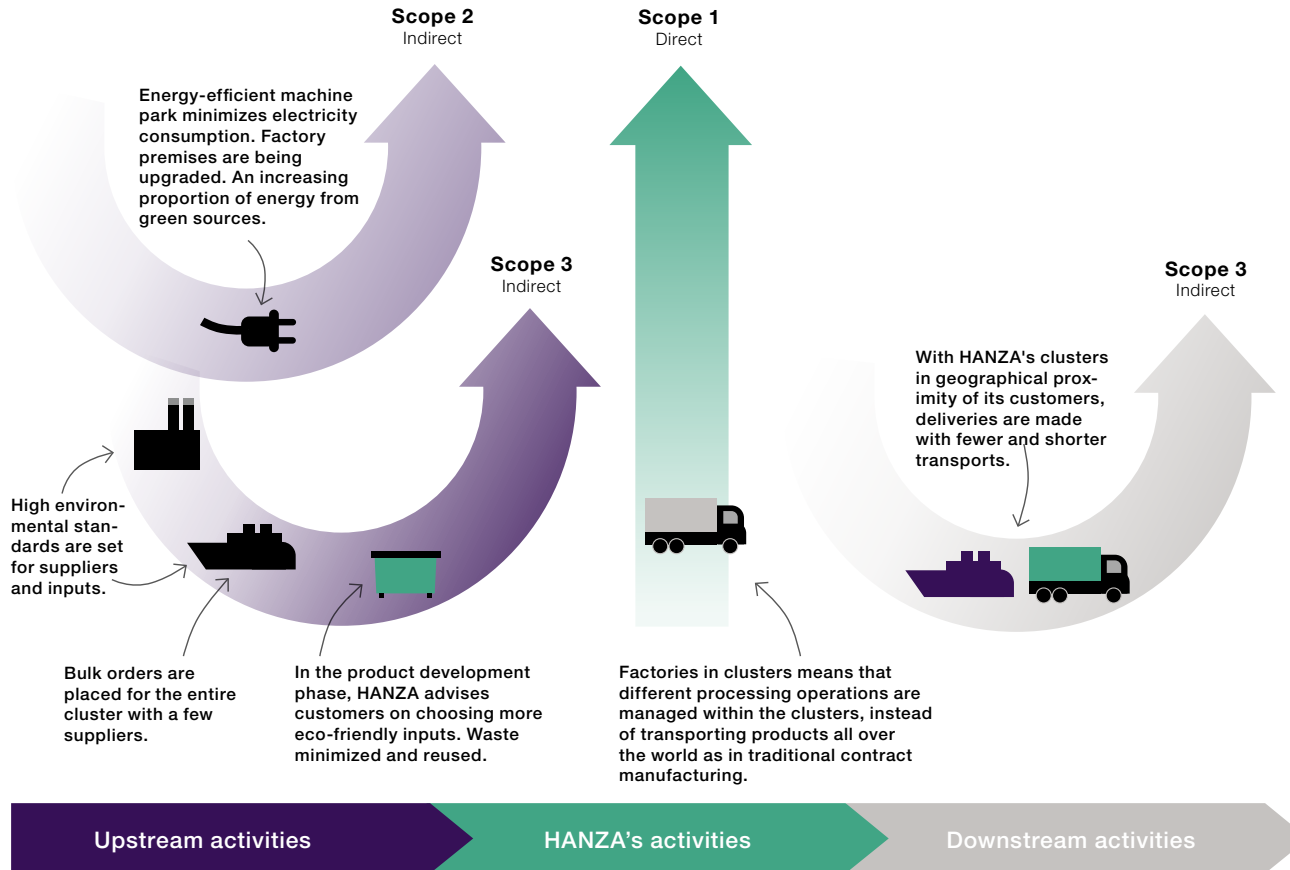 Scope 2
Indirect
Energy-efficient machine
park minimizes electricity
consumption. Factory
premises are being
upgraded. An increasing
proportion of energy from
green sources.
Scope 3
Indirect
High environ-
mental stan-
dards are set
for suppliers
and inputs.
Bulk orders are
placed for the entire
cluster with a few
suppliers.
In the product development
phase, HANZA advises
customers on choosing more
eco-friendly inputs. Waste
minimized and reused.
Scope 1
Direct
Factories in clusters means that
different processing operations are
managed within the clusters, instead
of transporting products all over
the world as in traditional contract
manufacturing.
Scope 3
Indirect
With HANZA's clusters
in geographical prox-
imity of its customers,
deliveries are made
with fewer and shorter
transports.
Upstream activities
HANZA’s activities
Downstream activities